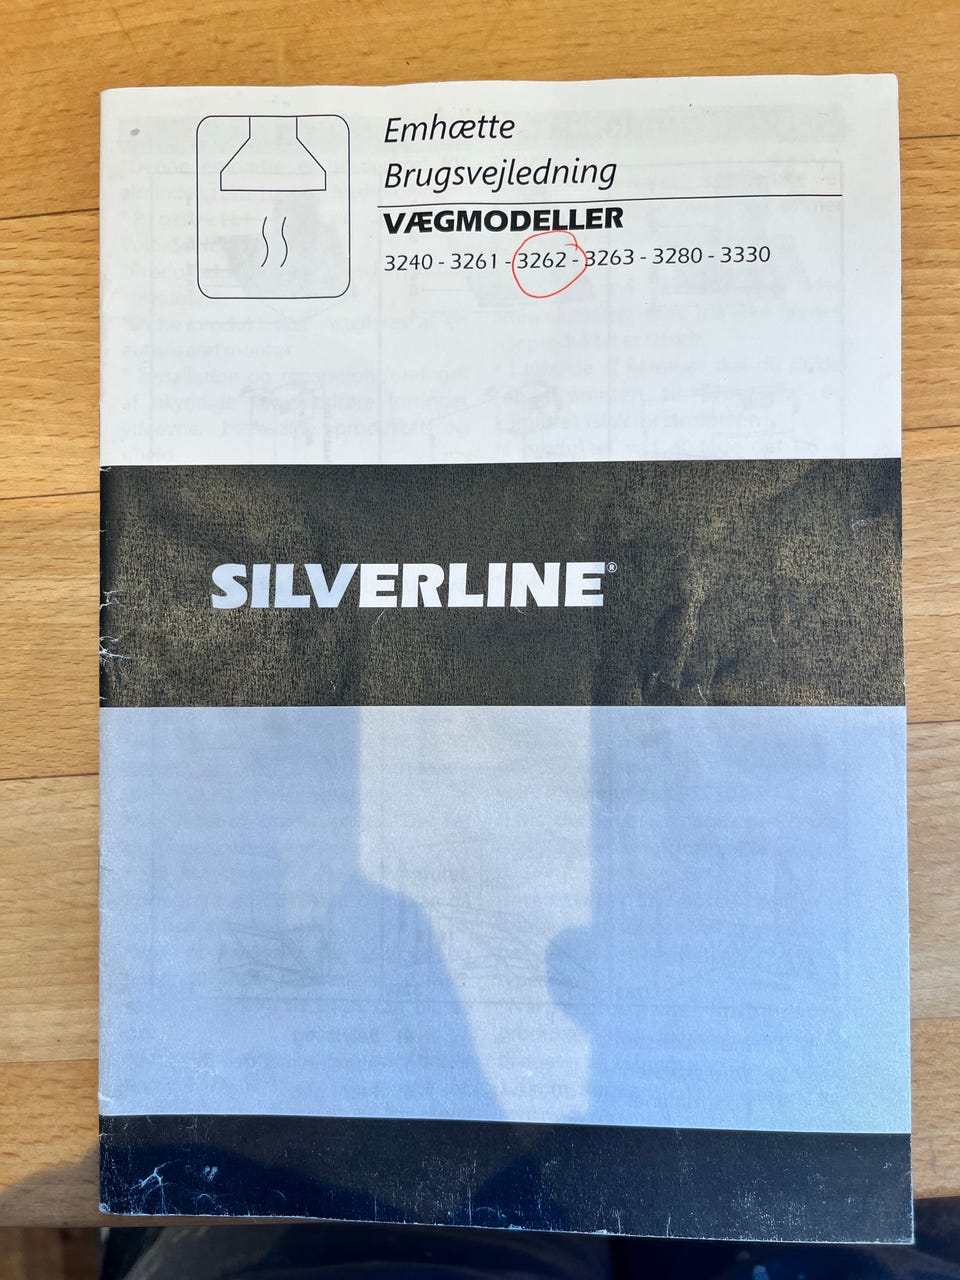 Emhætte
Brugsvejledning
VÆGMODELLER
3240 - 3261 - 3262 - 3263 - 3280 - 3330
SILVERLINE®